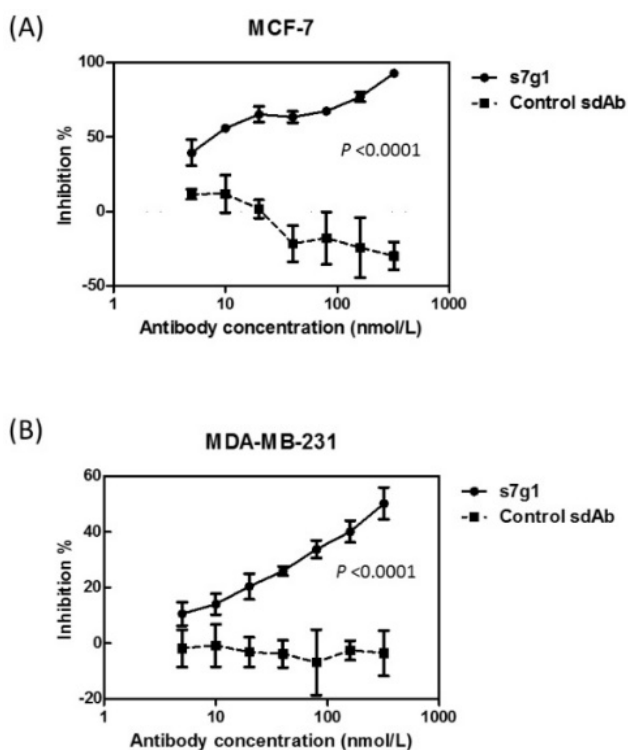 (A)
MCF-7
100
50
0
-50
Inhibition %
s7g1
Control sdAb
P <0.0001
1 10 100 1000
Antibody concentration (nmol/L)
(B)
MDA-MB-231
60
40
20
0
-20
Inhibition %
s7g1
Control sdAb
P <0.0001
1 10 100 1000
Antibody concentration (nmol/L)